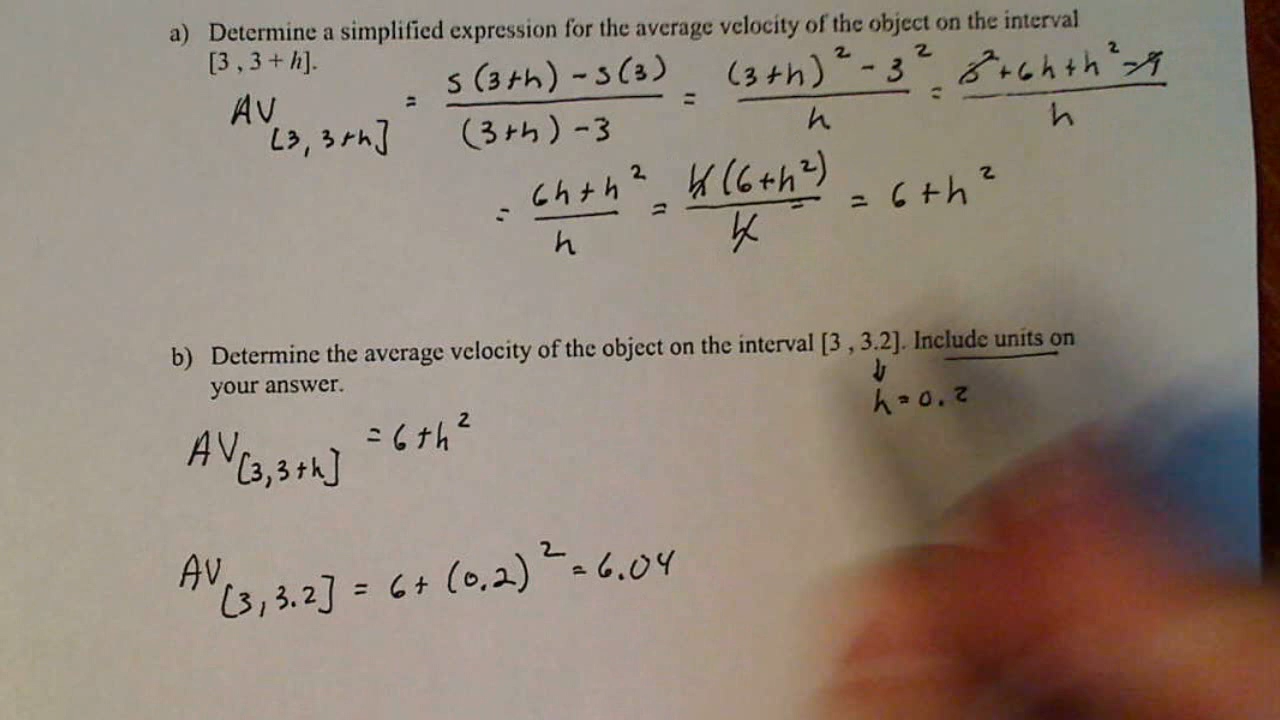 a) Determine a simplified expression for the average velocity of the object on the interval
[3 , 3 + h].
AV[3, 3+h] = (s(3+h) - s(3))/((3+h) - 3) = ((3+h)² - 3²)/h = (3²+6h+h² - 9)/h
= (6h+h²)/h = h(6+h²)/h = 6+h²
b) Determine the average velocity of the object on the interval [3 , 3.2]. Include units on
your answer.
↓
h=0.2
AV[3,3+h] = 6+h²
AV[3,3.2] = 6+ (0.2)² = 6.04